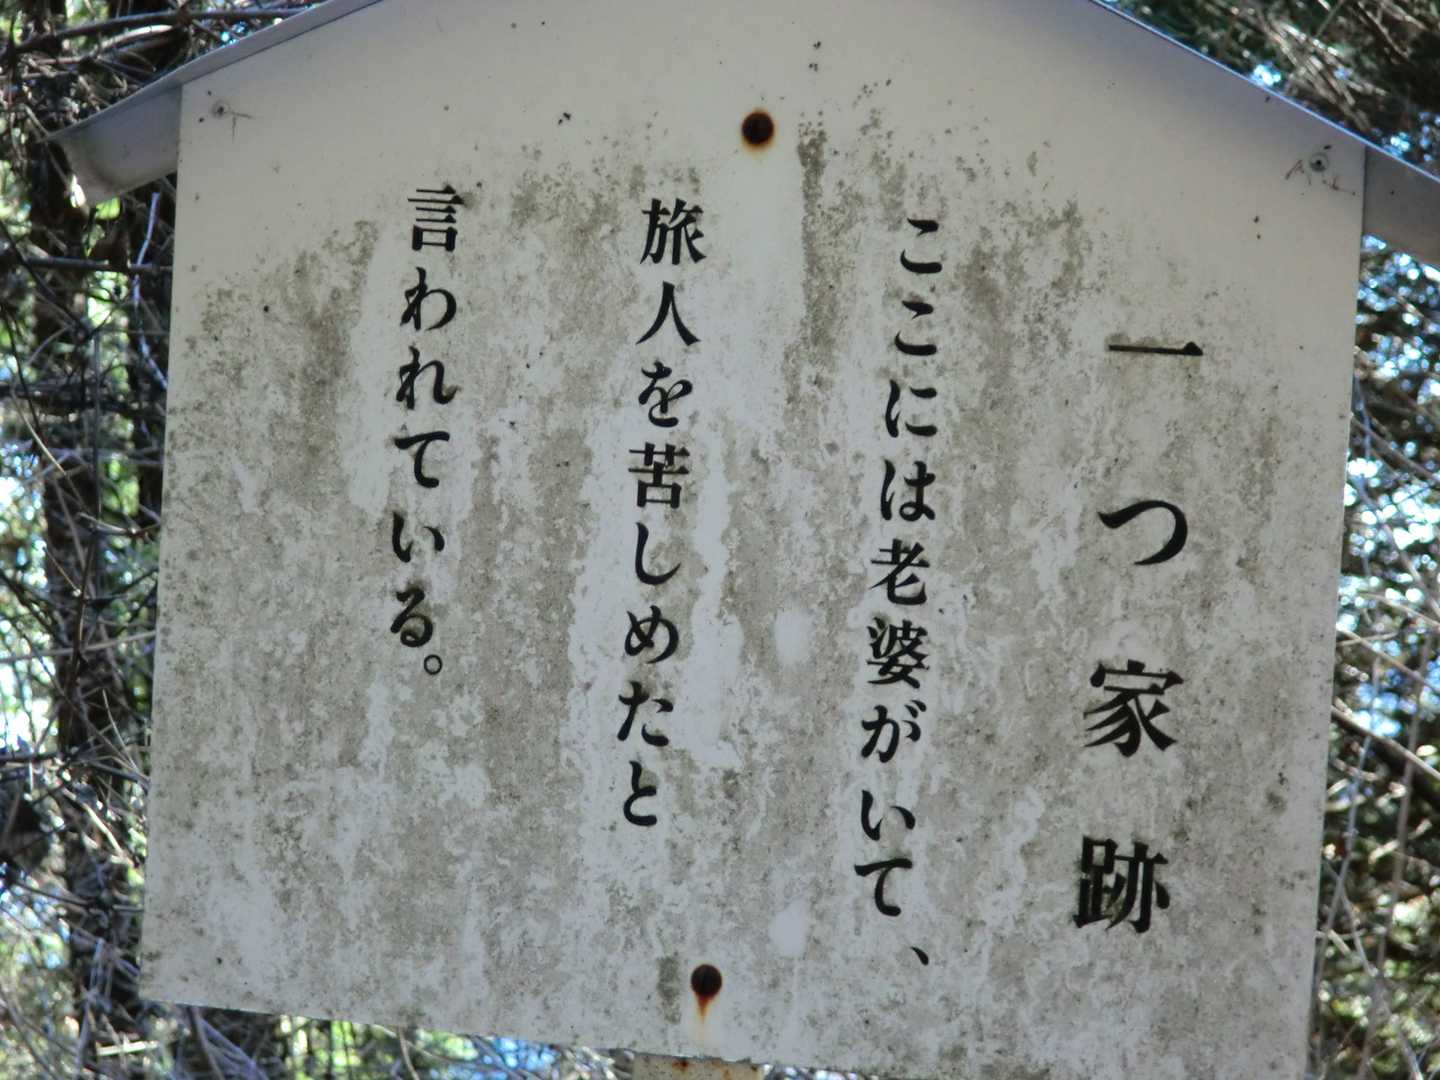 一つ家跡
ここには老婆がいて、
旅人を苦しめたと
言われている。